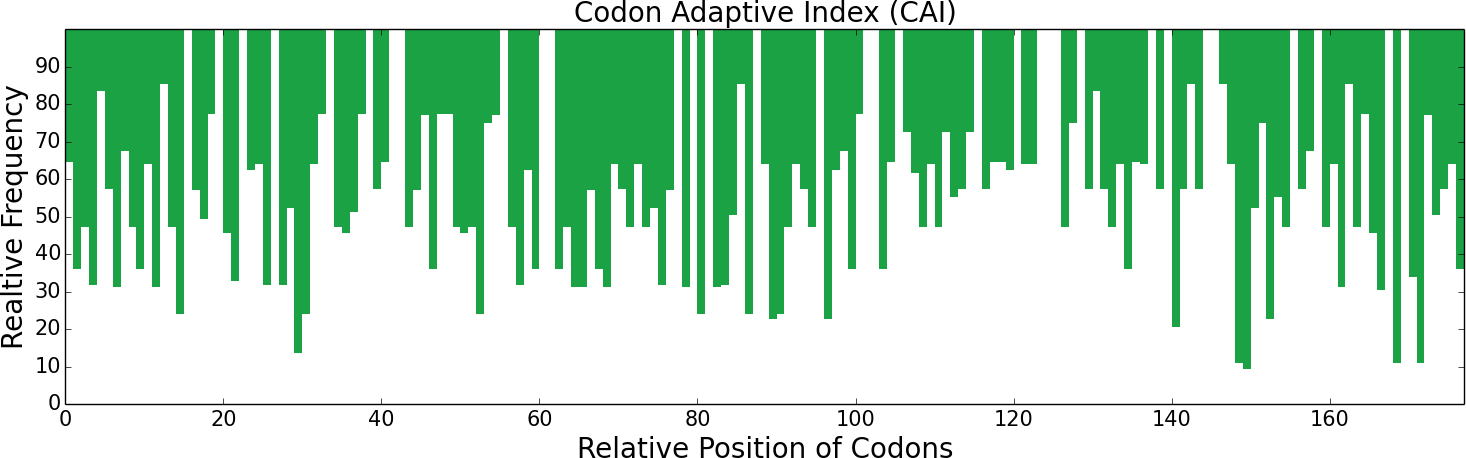 Codon Adaptive Index (CAI)
Realtive Frequency
90
80
70
60
50
40
30
20
10
0
0 20 40 60 80 100 120 140 160
Relative Position of Codons